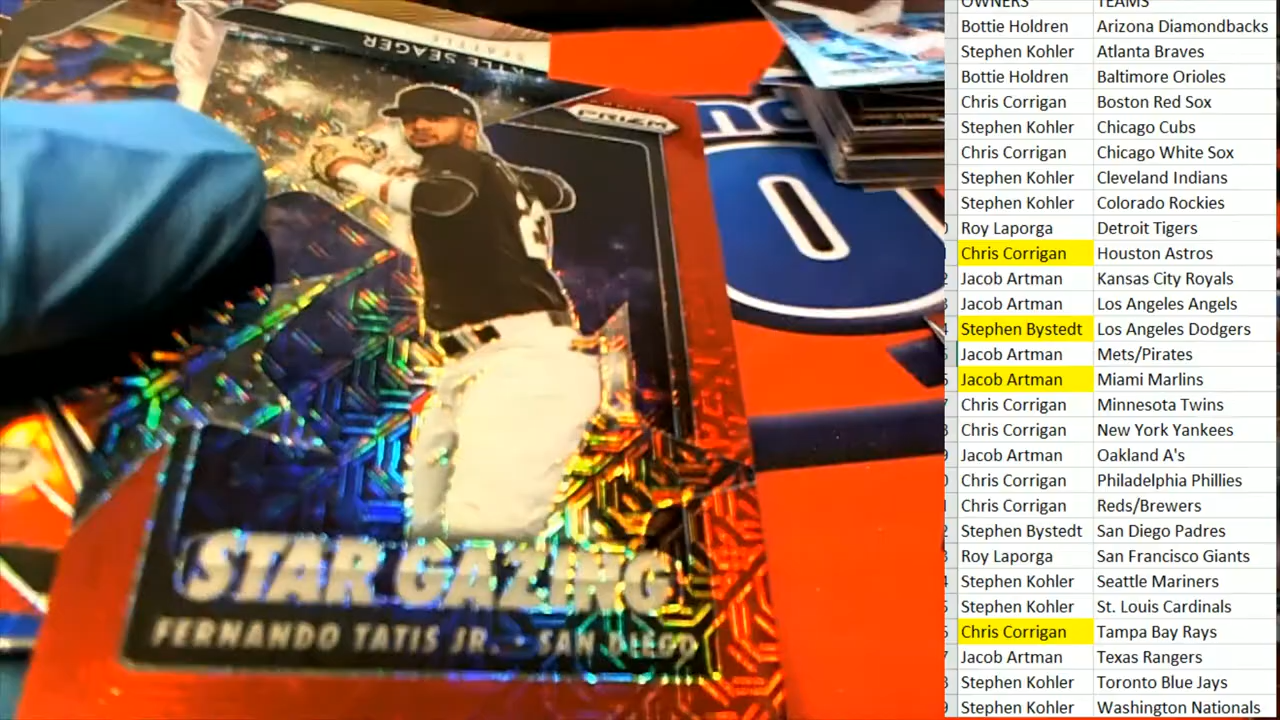 KYLE SEAGER
SEATTLE
PRIZM
STAR GAZING
FERNANDO TATIS JR. • SAN DIEGO
OWNERS TEAMS
Bottie Holdren Arizona Diamondbacks
Stephen Kohler Atlanta Braves
Bottie Holdren Baltimore Orioles
Chris Corrigan Boston Red Sox
Stephen Kohler Chicago Cubs
Chris Corrigan Chicago White Sox
Stephen Kohler Cleveland Indians
Stephen Kohler Colorado Rockies
Roy Laporga Detroit Tigers
Chris Corrigan Houston Astros
Jacob Artman Kansas City Royals
Jacob Artman Los Angeles Angels
Stephen Bystedt Los Angeles Dodgers
Jacob Artman Mets/Pirates
Jacob Artman Miami Marlins
Chris Corrigan Minnesota Twins
Chris Corrigan New York Yankees
Jacob Artman Oakland A's
Chris Corrigan Philadelphia Phillies
Chris Corrigan Reds/Brewers
Stephen Bystedt San Diego Padres
Roy Laporga San Francisco Giants
Stephen Kohler Seattle Mariners
Stephen Kohler St. Louis Cardinals
Chris Corrigan Tampa Bay Rays
Jacob Artman Texas Rangers
Stephen Kohler Toronto Blue Jays
Stephen Kohler Washington Nationals